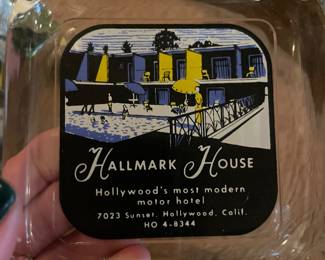 Hallmark House
Hollywood's most modern
motor hotel
7023 Sunset, Hollywood, Calif.
HO 4-8344